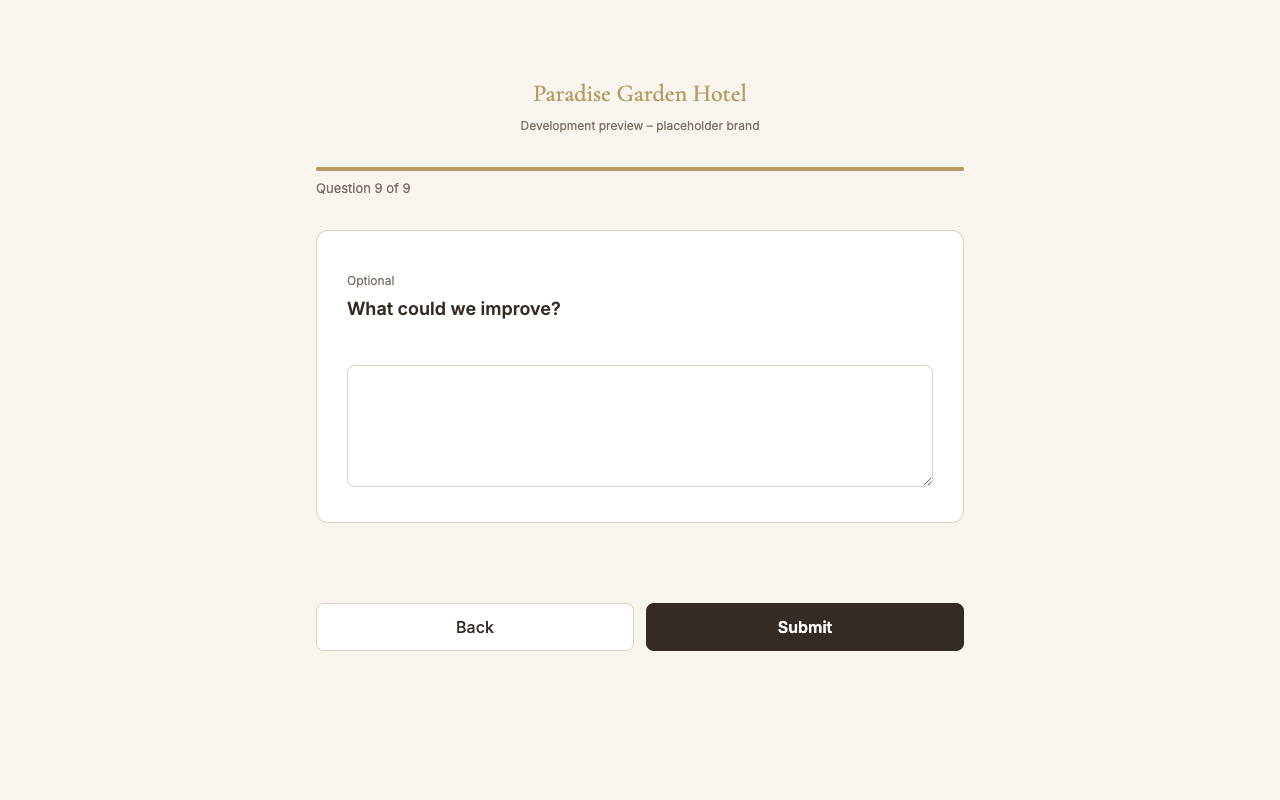 Paradise Garden Hotel
Development preview – placeholder brand
Question 9 of 9
Optional
What could we improve?
Back
Submit